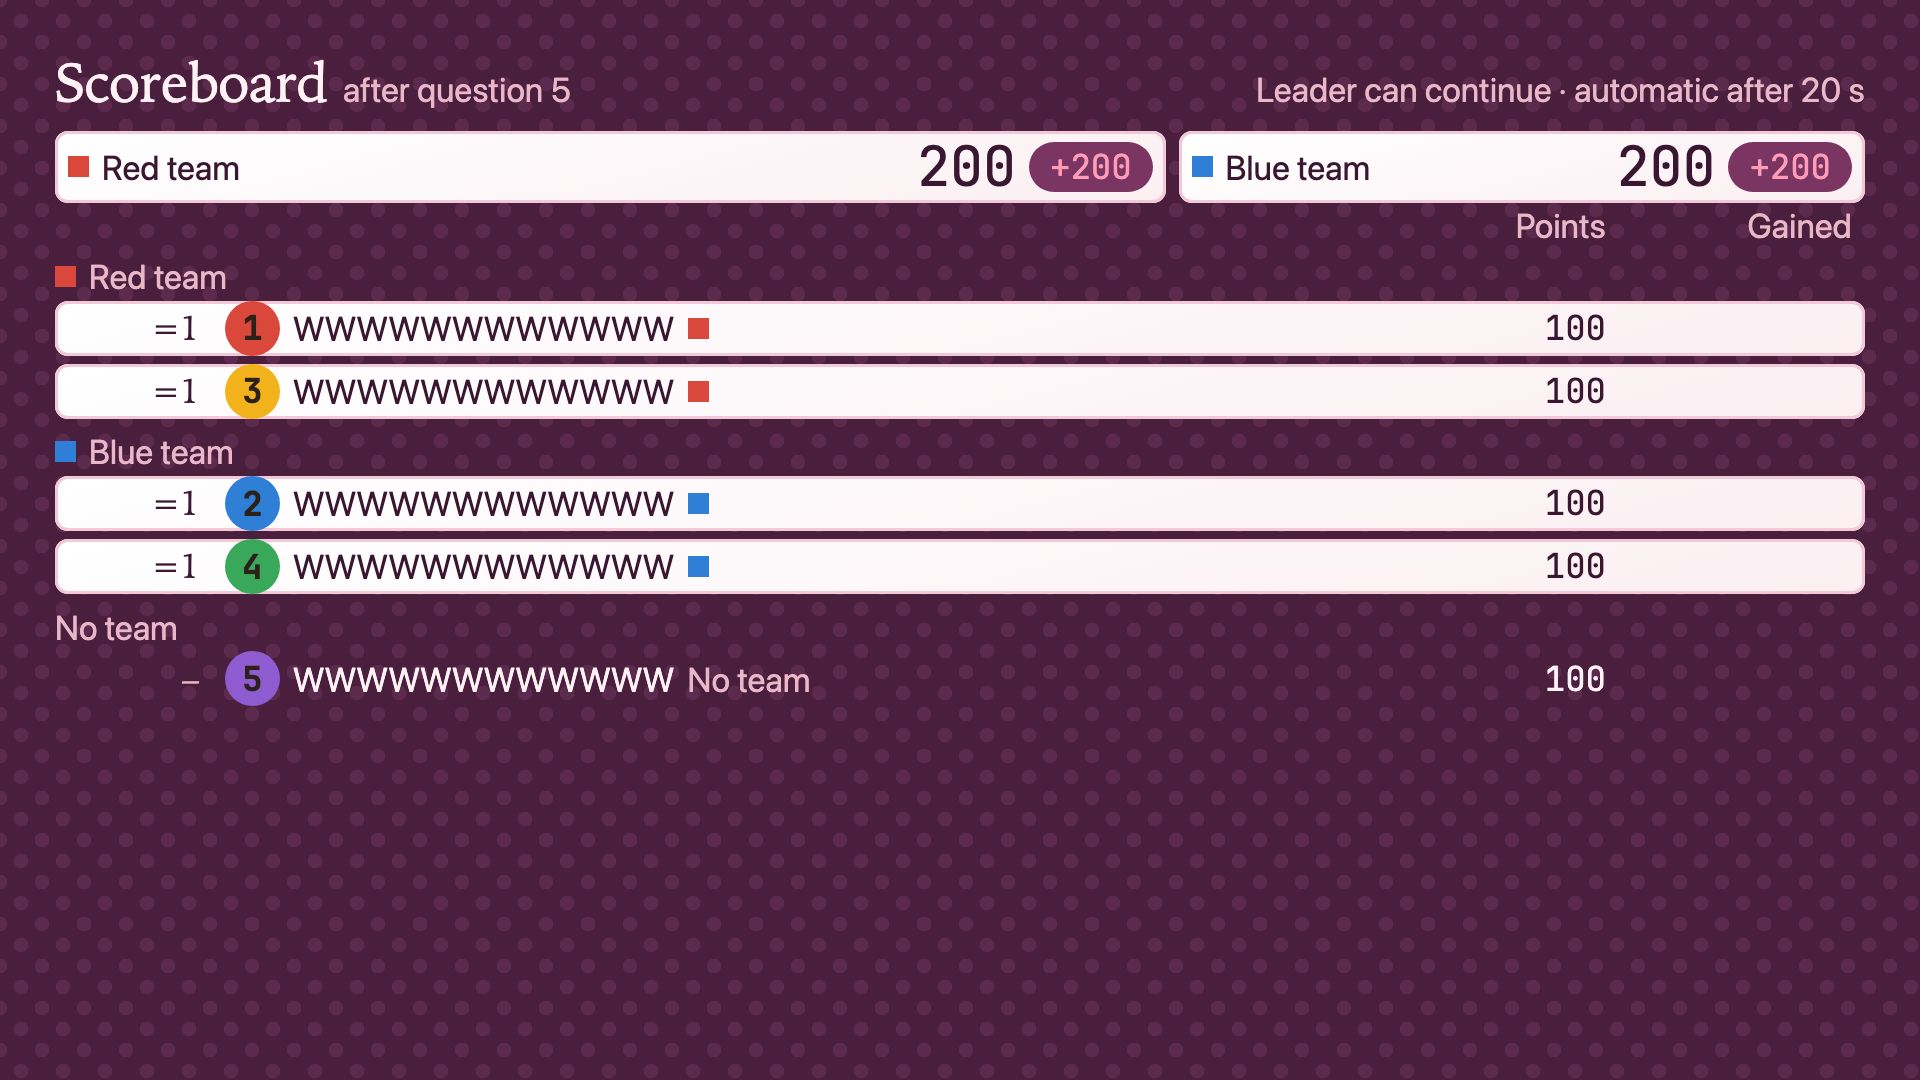 Scoreboard after question 5
Leader can continue · automatic after 20 s
Red team 200 +200
Blue team 200 +200
Points Gained
Red team
=1 1 WWWWWWWWWWWW 100
=1 3 WWWWWWWWWWWW 100
Blue team
=1 2 WWWWWWWWWWWW 100
=1 4 WWWWWWWWWWWW 100
No team
– 5 WWWWWWWWWWWW No team 100